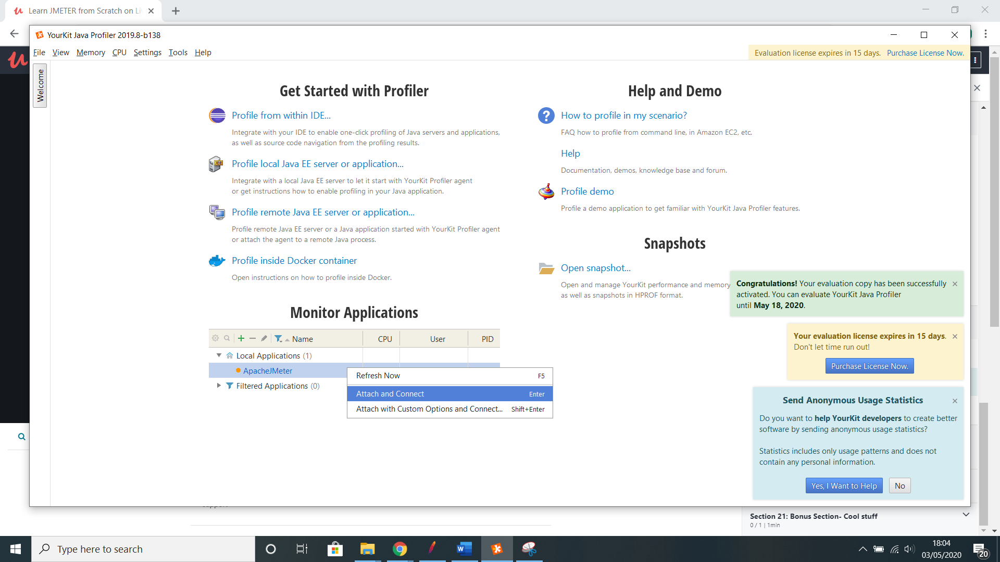 Learn JMETER from Scratch on Li
YourKit Java Profiler 2019.8-b138
File View Memory CPU Settings Tools Help
Evaluation license expires in 15 days. Purchase License Now.
Welcome
Get Started with Profiler
Profile from within IDE...
Integrate with your IDE to enable one-click profiling of Java servers and applications,
as well as source code navigation from the profiling results.
Profile local Java EE server or application...
Integrate with a local Java EE server to let it start with YourKit Profiler agent
or get instructions how to enable profiling in your Java application.
Profile remote Java EE server or application...
Profile remote Java EE server or a Java application started with YourKit Profiler agent
or attach the agent to a remote Java process.
Profile inside Docker container
Open instructions on how to profile inside Docker.
Monitor Applications
Name CPU User PID
Local Applications (1)
ApacheJMeter
Filtered Applications (0)
Refresh Now F5
Attach and Connect Enter
Attach with Custom Options and Connect... Shift+Enter
Help and Demo
How to profile in my scenario?
FAQ how to profile from command line, in Amazon EC2, etc.
Help
Documentation, demos, knowledge base and forum.
Profile demo
Profile a demo application to get familiar with YourKit Java Profiler features.
Snapshots
Open snapshot...
Open and manage YourKit performance and memory
as well as snapshots in HPROF format.
Congratulations! Your evaluation copy has been successfully
activated. You can evaluate YourKit Java Profiler
until May 18, 2020.
Your evaluation license expires in 15 days.
Don't let time run out!
Purchase License Now.
Send Anonymous Usage Statistics
Do you want to help YourKit developers to create better
software by sending anonymous usage statistics?
Statistics includes only usage patterns and does not
contain any personal information.
Yes, I Want to Help No
Section 21: Bonus Section- Cool stuff
0 / 1 | 1min
Type here to search
18:04
03/05/2020
20